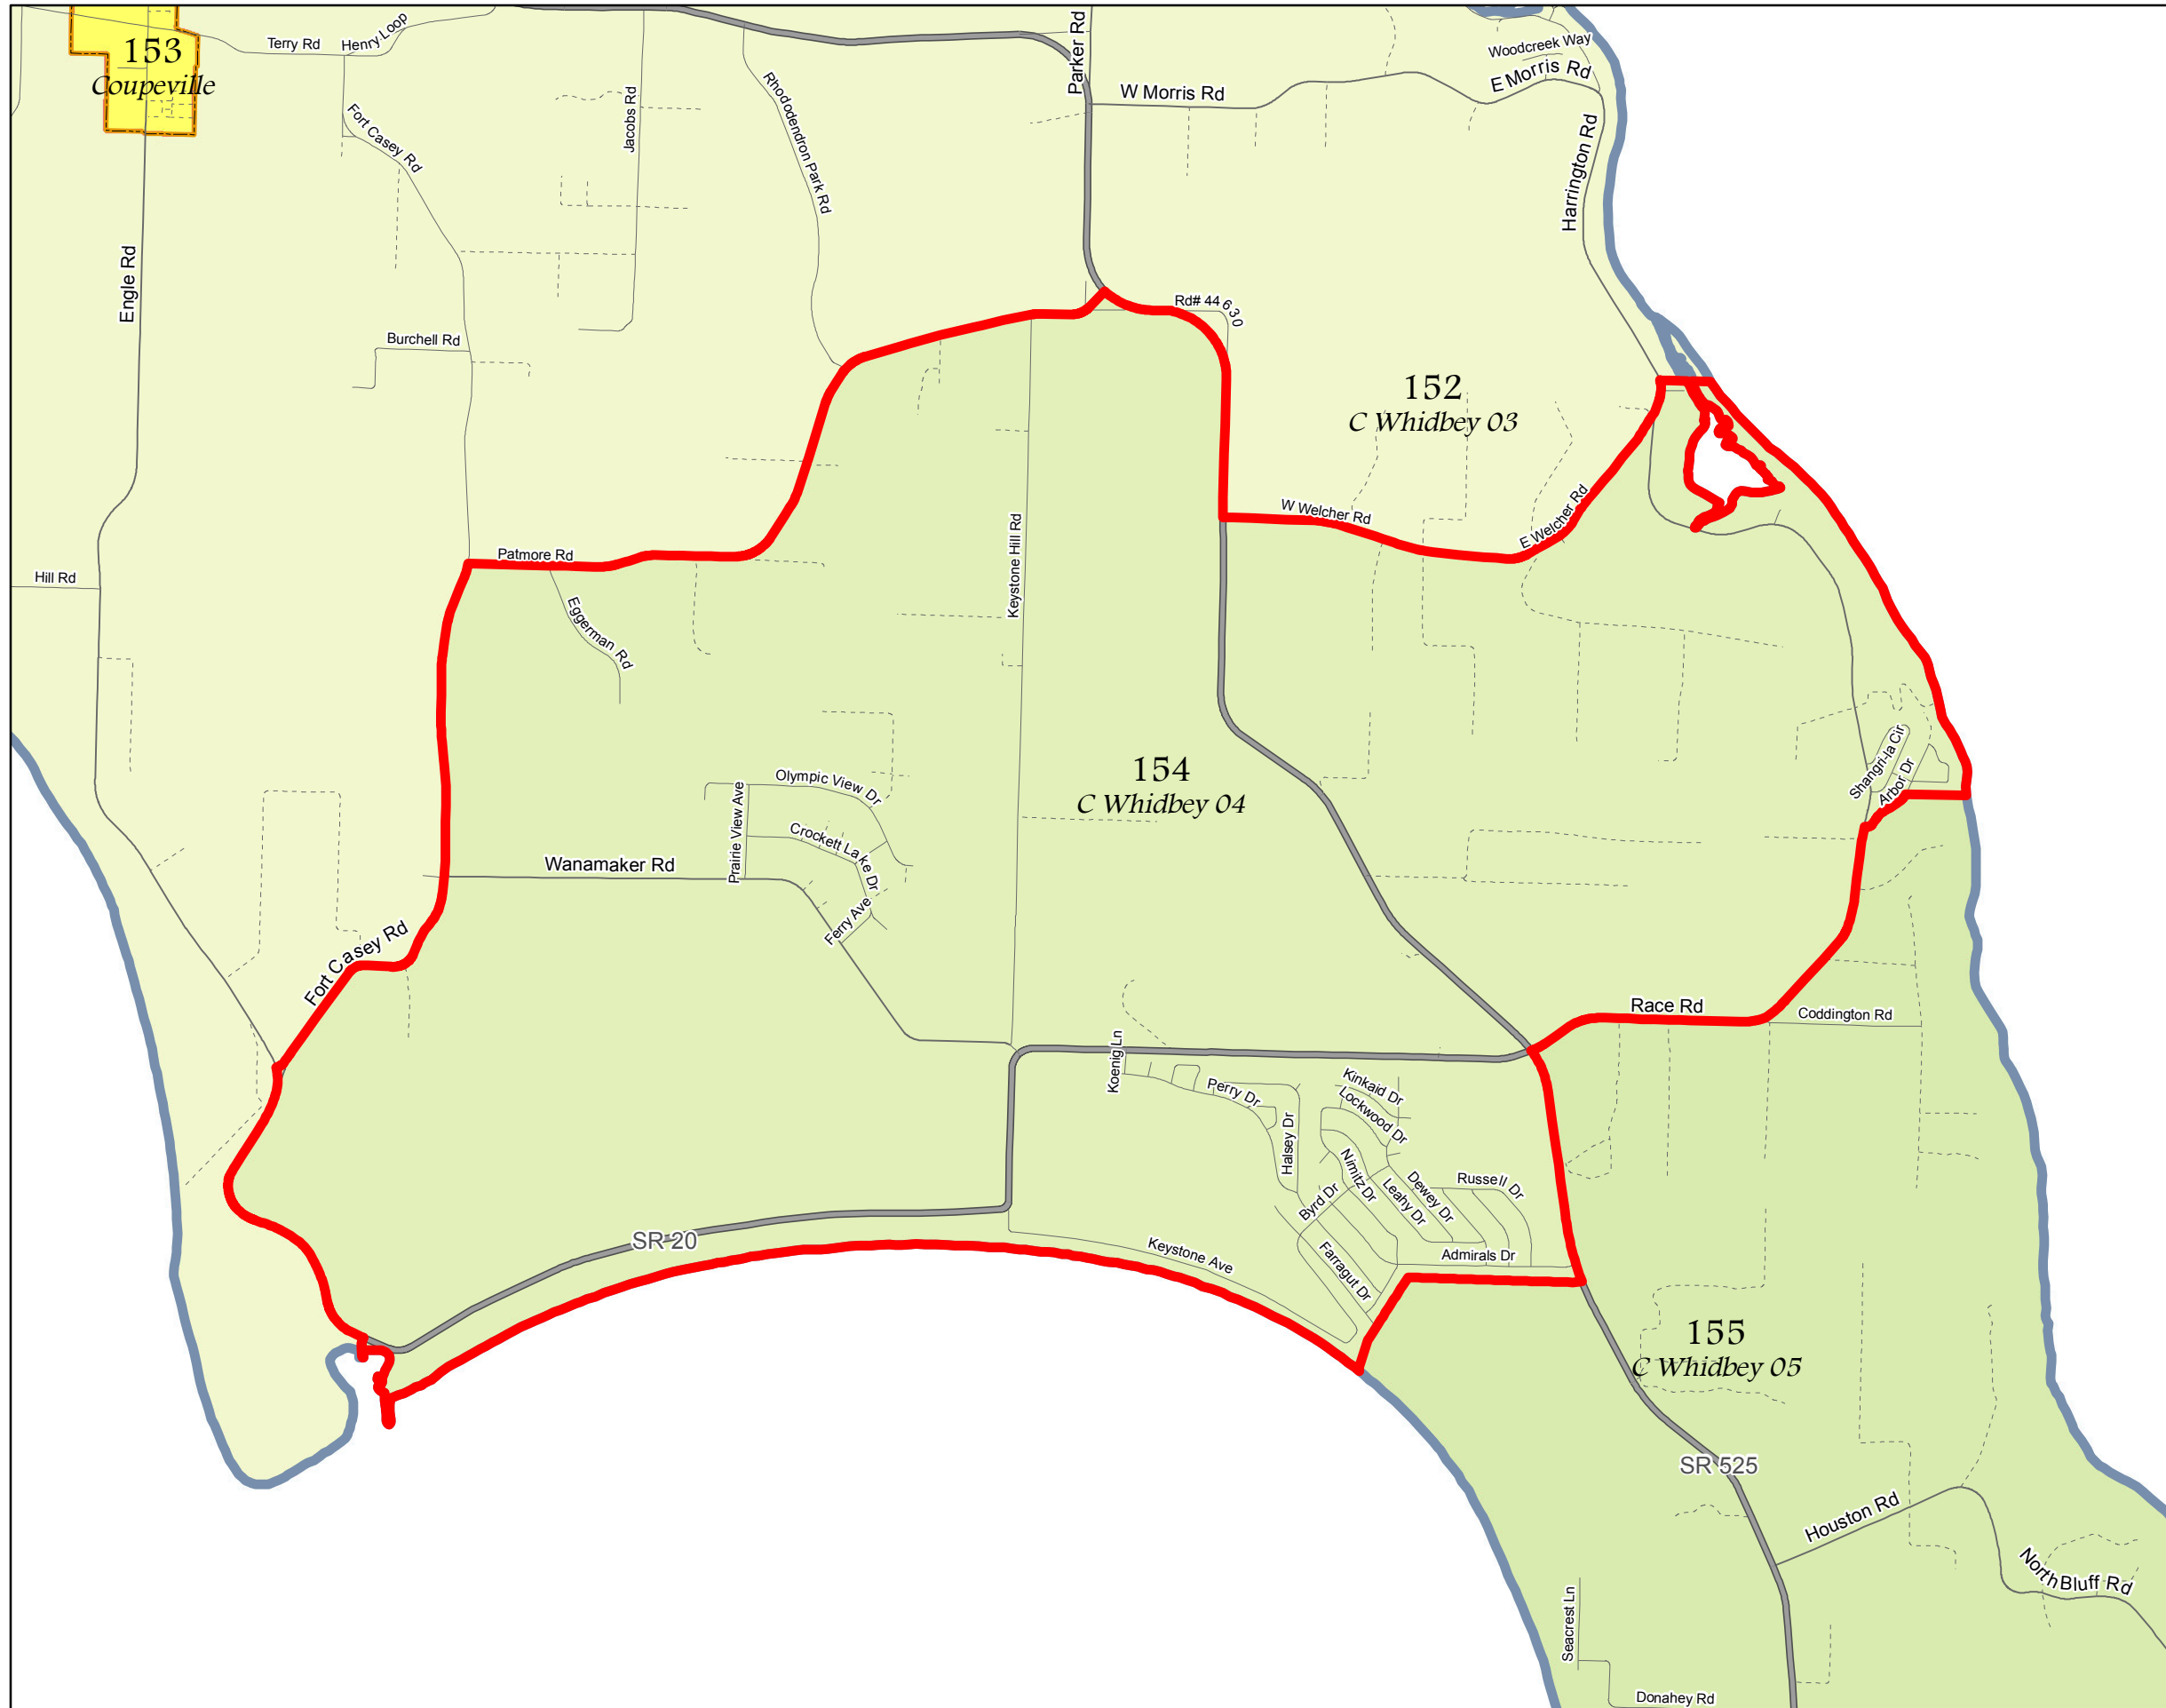 153
Coupeville
Terry Rd
Henry Loop
Fort Casey Rd
Jacobs Rd
Rhododendron Park Rd
Parker Rd
W Morris Rd
Woodcreek Way
E Morris Rd
Harrington Rd
Engle Rd
Burchell Rd
Rd# 44630
152
C Whidbey 03
W Welcher Rd
E Welcher Rd
Patmore Rd
Hill Rd
Eggerman Rd
Keystone Hill Rd
154
C Whidbey 04
Shangri-la Cir
Arbor Dr
Olympic View Dr
Prairie View Ave
Crockett Lake Dr
Wanamaker Rd
Ferry Ave
Fort Casey Rd
Race Rd
Coddington Rd
Koenig Ln
Perry Dr
Halsey Dr
Kinkaid Dr
Lockwood Dr
Nimitz Dr
Leahy Dr
Dewey Dr
Russell Dr
Byrd Dr
Farragut Dr
Admirals Dr
SR 20
Keystone Ave
155
C Whidbey 05
SR 525
Houston Rd
North Bluff Rd
Seacrest Ln
Donahey Rd